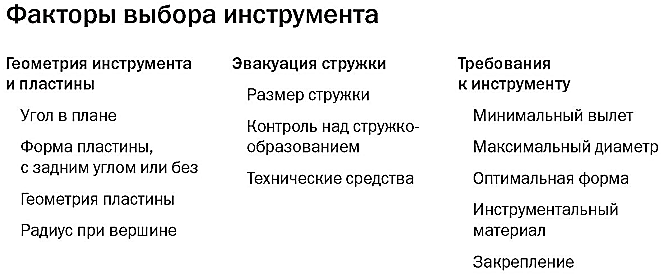 Факторы выбора инструмента
Геометрия инструмента
и пластины
Угол в плане
Форма пластины,
с задним углом или без
Геометрия пластины
Радиус при вершине
Эвакуация стружки
Размер стружки
Контроль над стружко-
образованием
Технические средства
Требования
к инструменту
Минимальный вылет
Максимальный диаметр
Оптимальная форма
Инструментальный
материал
Закрепление